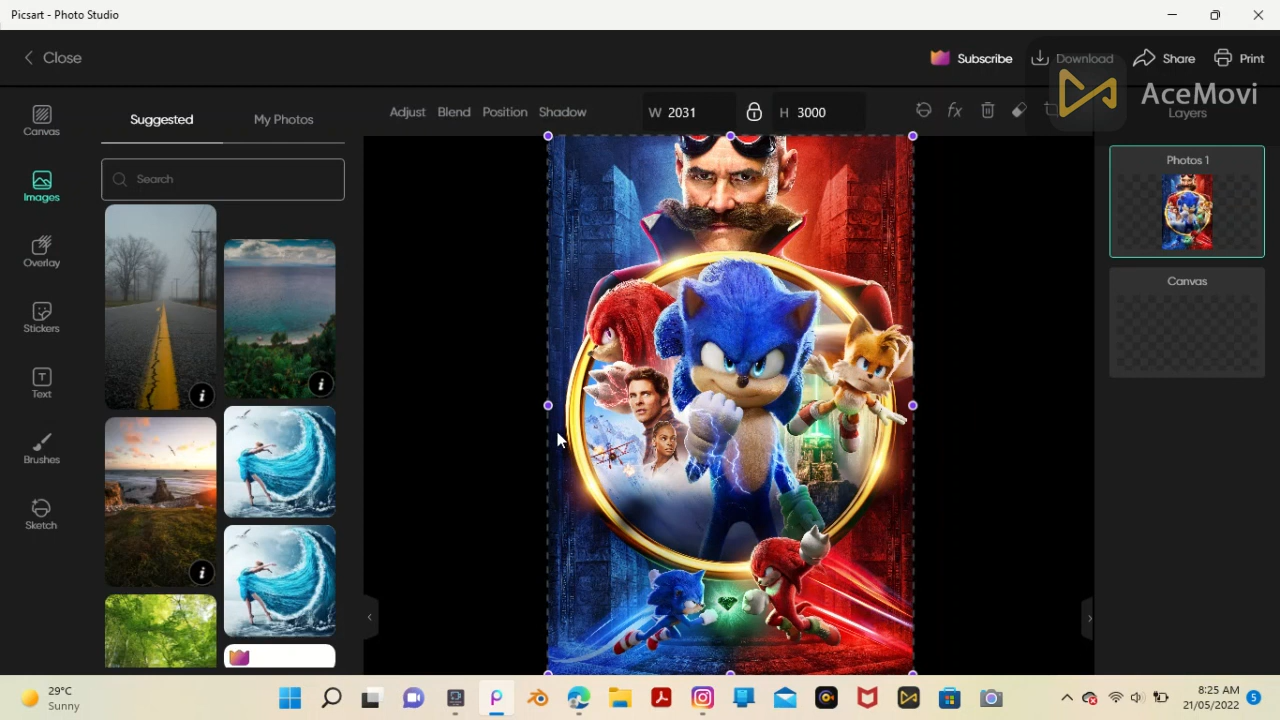 Picsart - Photo Studio
Close
Subscribe
Download
Share
Print
AceMovi
Canvas
Images
Overlay
Stickers
Text
Brushes
Sketch
Suggested
My Photos
Search
Adjust
Blend
Position
Shadow
W 2031
H 3000
fx
Layers
Photos 1
Canvas
29°C
Sunny
8:25 AM
21/05/2022
5